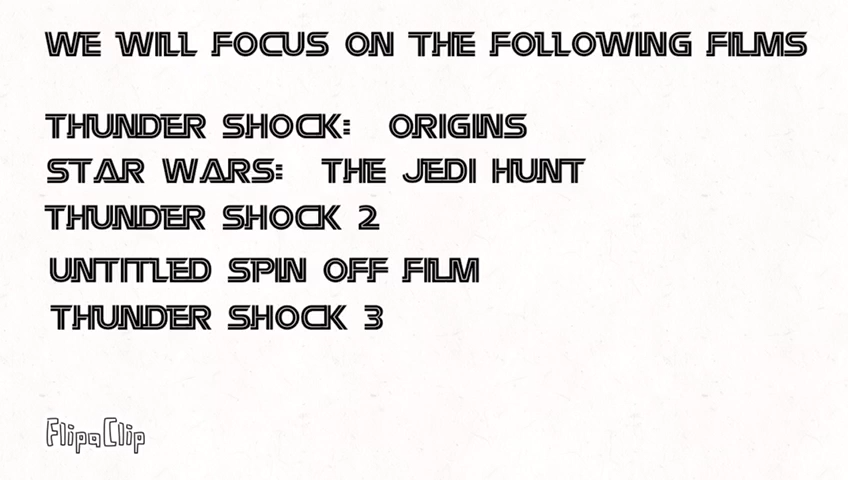 WE WILL FOCUS ON THE FOLLOWING FILMS
THUNDER SHOCK: ORIGINS
STAR WARS: THE JEDI HUNT
THUNDER SHOCK 2
UNTITLED SPIN OFF FILM
THUNDER SHOCK 3
FlipaClip